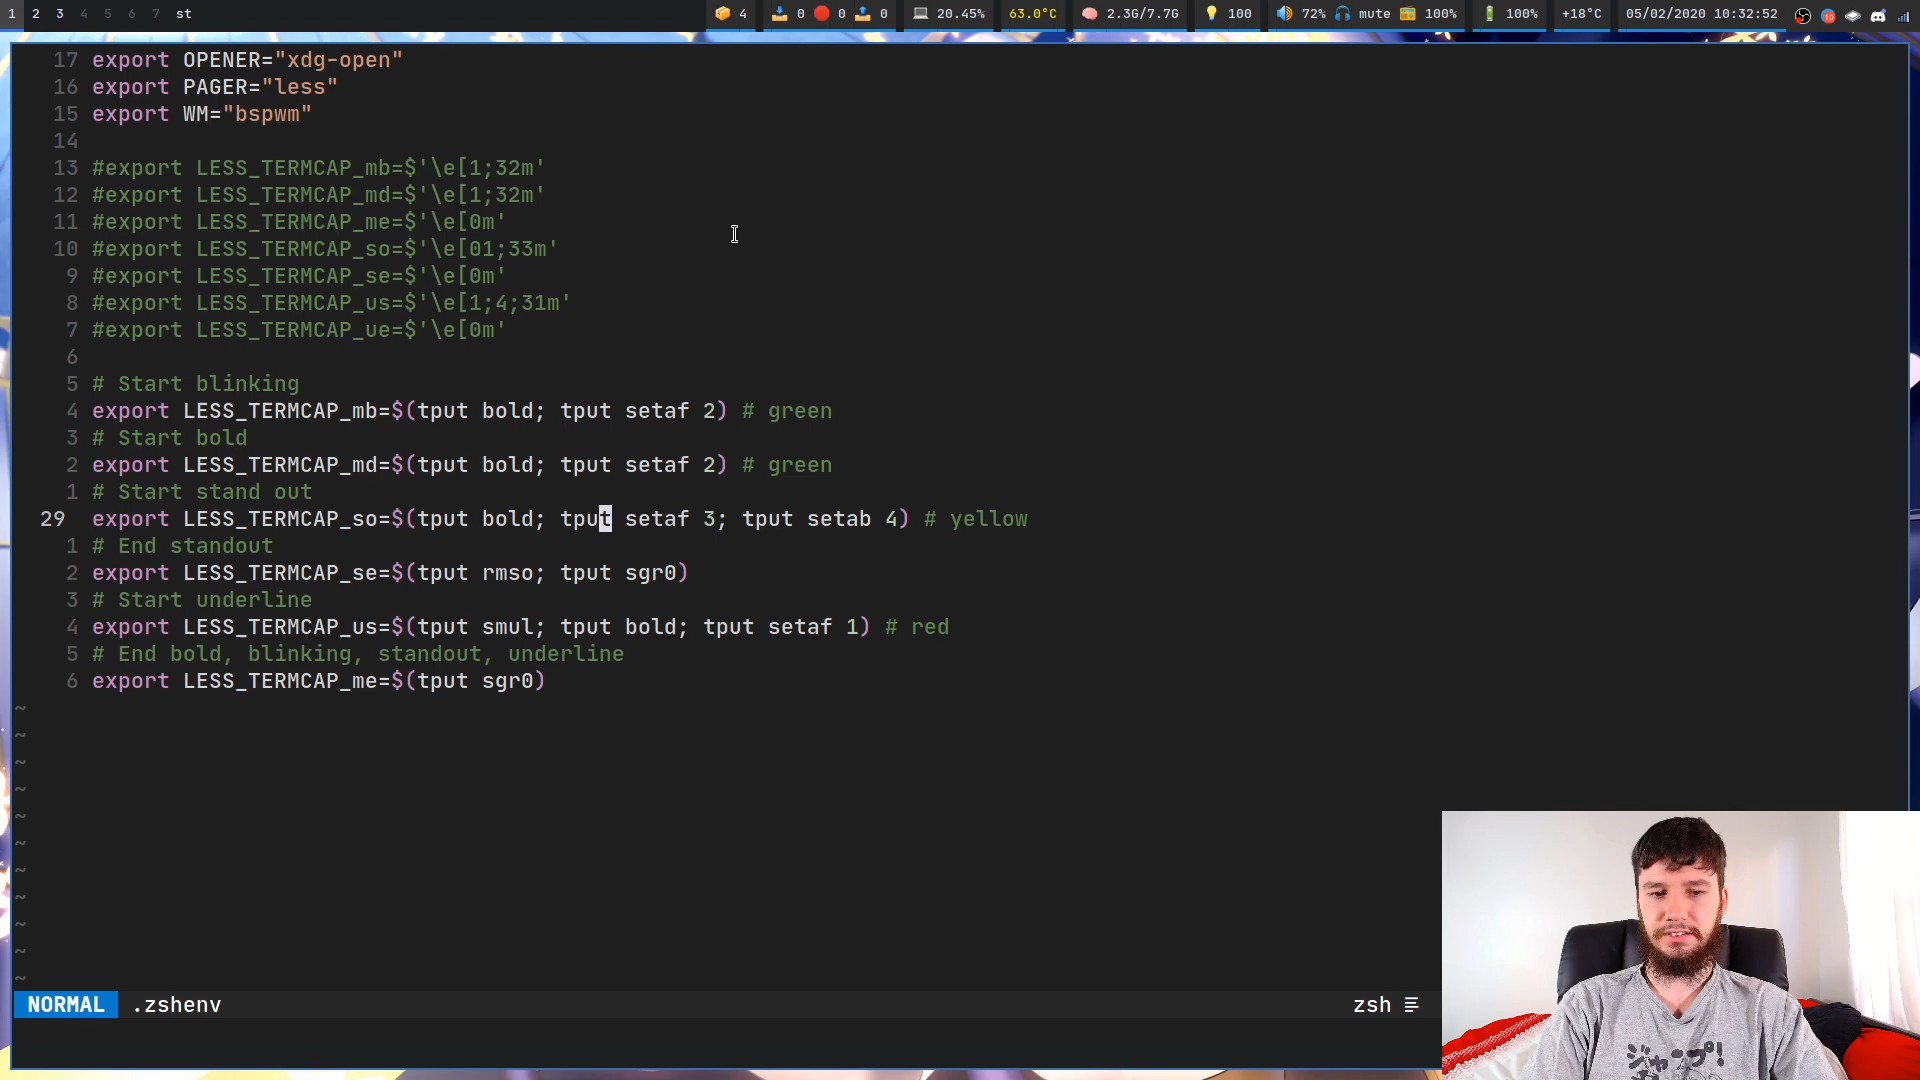 1 2 3 4 5 6 7 st 4 0 0 0 20.45% 63.0°C 2.3G/7.7G 100 72% mute 100% 100% +18°C 05/02/2020 10:32:52 10
17 export OPENER="xdg-open"
16 export PAGER="less"
15 export WM="bspwm"
14
13 #export LESS_TERMCAP_mb=$'\e[1;32m'
12 #export LESS_TERMCAP_md=$'\e[1;32m'
11 #export LESS_TERMCAP_me=$'\e[0m'
10 #export LESS_TERMCAP_so=$'\e[01;33m'
9 #export LESS_TERMCAP_se=$'\e[0m'
8 #export LESS_TERMCAP_us=$'\e[1;4;31m'
7 #export LESS_TERMCAP_ue=$'\e[0m'
6
5 # Start blinking
4 export LESS_TERMCAP_mb=$(tput bold; tput setaf 2) # green
3 # Start bold
2 export LESS_TERMCAP_md=$(tput bold; tput setaf 2) # green
1 # Start stand out
29 export LESS_TERMCAP_so=$(tput bold; tput setaf 3; tput setab 4) # yellow
1 # End standout
2 export LESS_TERMCAP_se=$(tput rmso; tput sgr0)
3 # Start underline
4 export LESS_TERMCAP_us=$(tput smul; tput bold; tput setaf 1) # red
5 # End bold, blinking, standout, underline
6 export LESS_TERMCAP_me=$(tput sgr0)
~
~
~
~
~
~
~
~
~
~
~
NORMAL .zshenv zsh
ジャンプ!